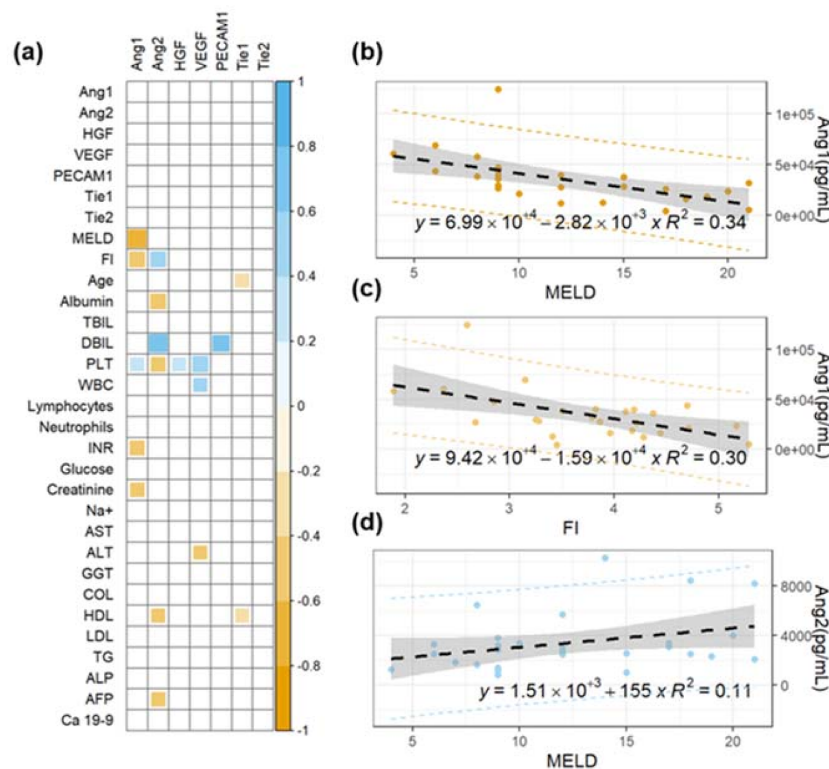 (a)
Ang1
Ang2
HGF
VEGF
PECAM1
Tie1
Tie2
Ang1
Ang2
HGF
VEGF
PECAM1
Tie1
Tie2
MELD
FI
Age
Albumin
TBIL
DBIL
PLT
WBC
Lymphocytes
Neutrophils
INR
Glucose
Creatinine
Na+
AST
ALT
GGT
COL
HDL
LDL
TG
ALP
AFP
Ca 19-9
1
0.8
0.6
0.4
0.2
0
-0.2
-0.4
-0.6
-0.8
-1
(b)
1e+05
5e+04
0e+00
Ang1(pg/mL)
y = 6.99 × 10⁺⁴ − 2.82 × 10⁺³ x R² = 0.34
5 10 15 20
MELD
(c)
1e+05
5e+04
0e+00
Ang1(pg/mL)
y = 9.42 × 10⁺⁴ − 1.59 × 10⁺⁴ x R² = 0.30
2 3 4 5
FI
(d)
8000
4000
0
Ang2(pg/mL)
y = 1.51 × 10⁺³ + 155 x R² = 0.11
5 10 15 20
MELD